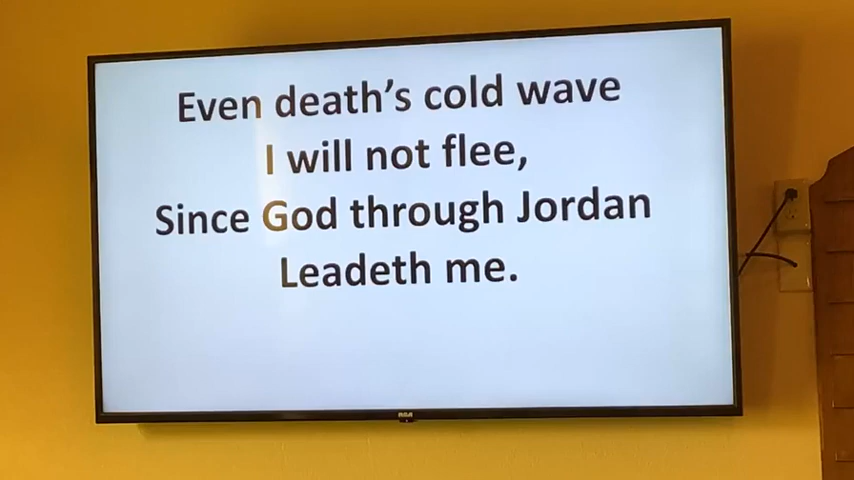 Even death’s cold wave
I will not flee,
Since God through Jordan
Leadeth me.
RCA